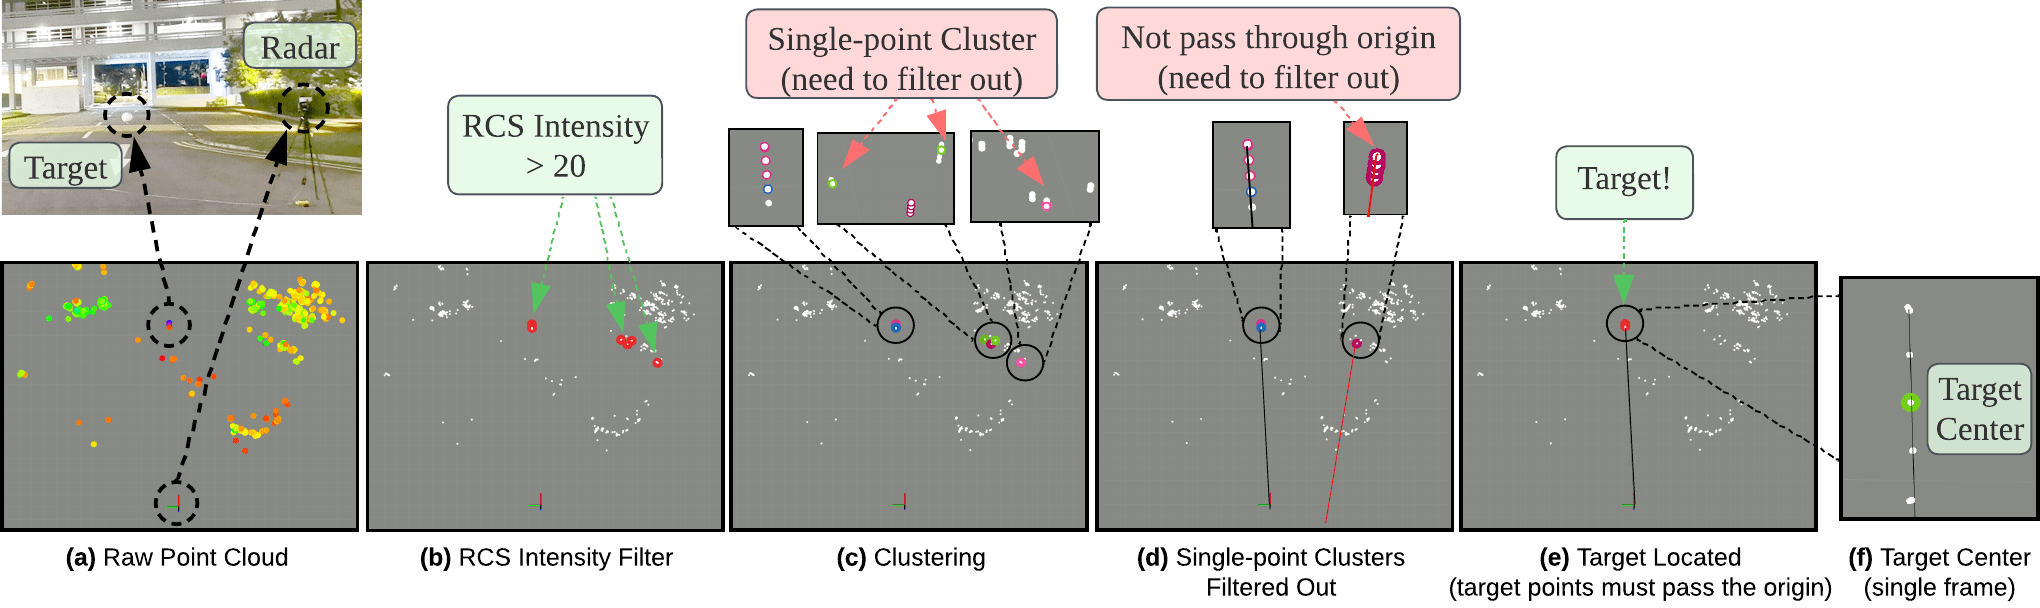 Radar
Target
RCS Intensity
> 20
Single-point Cluster
(need to filter out)
Not pass through origin
(need to filter out)
Target!
Target
Center
(a) Raw Point Cloud
(b) RCS Intensity Filter
(c) Clustering
(d) Single-point Clusters
Filtered Out
(e) Target Located
(target points must pass the origin)
(f) Target Center
(single frame)